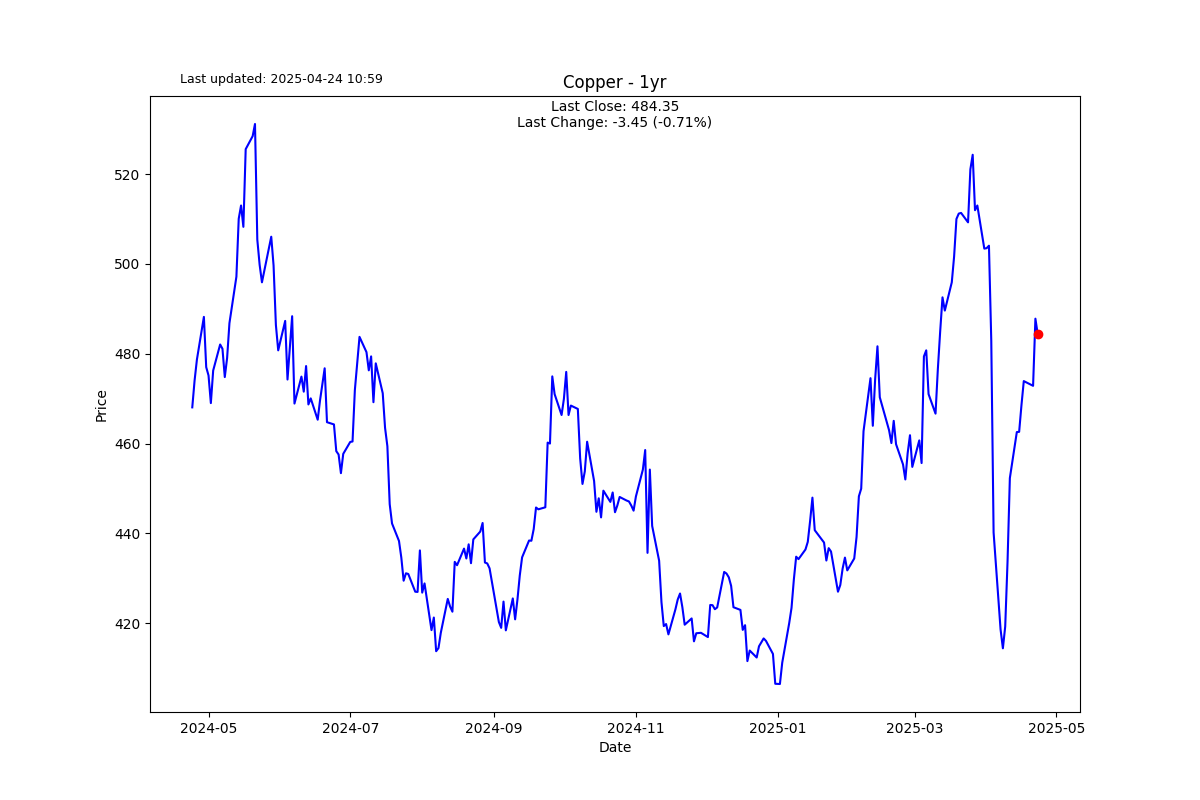 Last updated: 2025-04-24 10:59
Copper - 1yr
Last Close: 484.35
Last Change: -3.45 (-0.71%)
Price
520
500
480
460
440
420
2024-05 2024-07 2024-09 2024-11 2025-01 2025-03 2025-05
Date